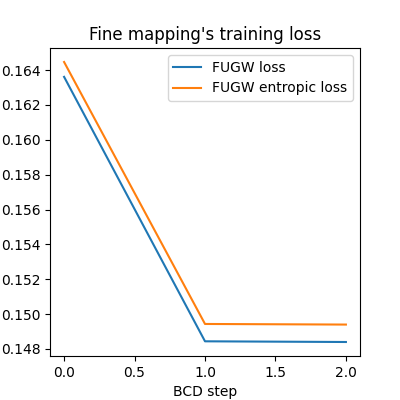 Fine mapping's training loss
FUGW loss
FUGW entropic loss
0.164
0.162
0.160
0.158
0.156
0.154
0.152
0.150
0.148
0.0 0.5 1.0 1.5 2.0
BCD step